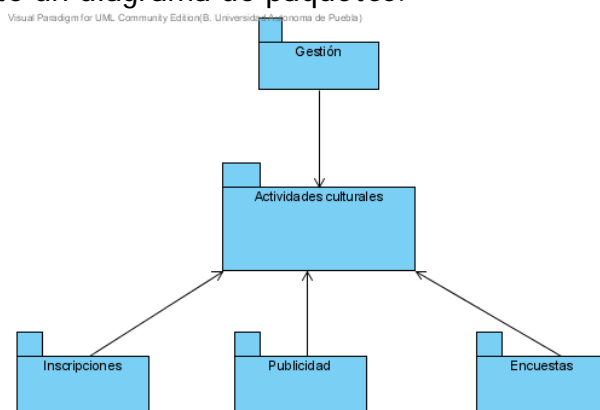 un diagrama de paquetes.
Visual Paradigm for UML Community Edition(B. Universidad Autonoma de Puebla)
Gestión
Actividades culturales
Inscripciones
Publicidad
Encuestas